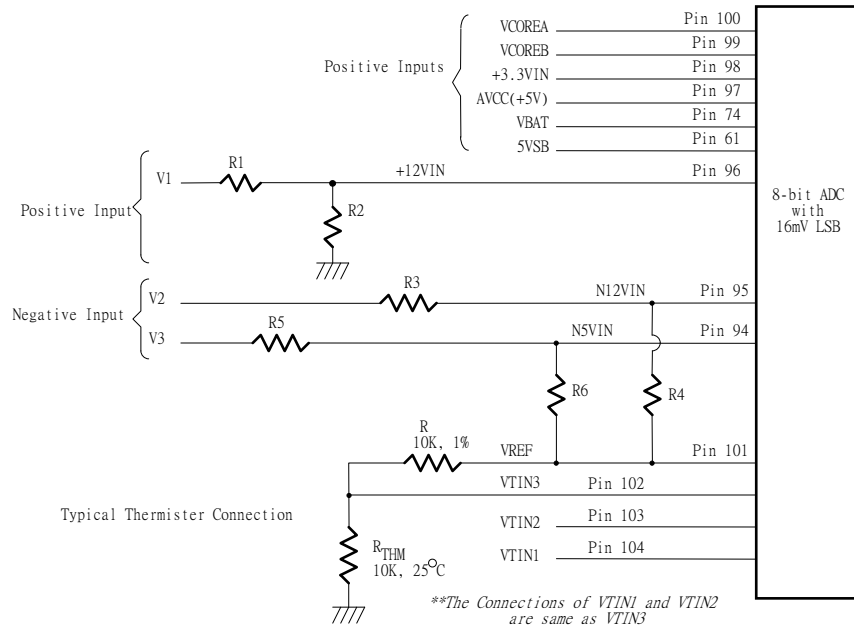 VCOREA Pin 100
VCOREB Pin 99
Positive Inputs
+3.3VIN Pin 98
AVCC(+5V) Pin 97
VBAT Pin 74
5VSB Pin 61
R1
V1 +12VIN Pin 96
Positive Input
R2
8-bit ADC
with
16mV LSB
R3
V2 N12VIN Pin 95
Negative Input
R5
V3 N5VIN Pin 94
R6 R4
R
10K, 1%
VREF Pin 101
VTIN3 Pin 102
Typical Thermister Connection
VTIN2 Pin 103
RTHM
10K, 25°C
VTIN1 Pin 104
**The Connections of VTIN1 and VTIN2
are same as VTIN3